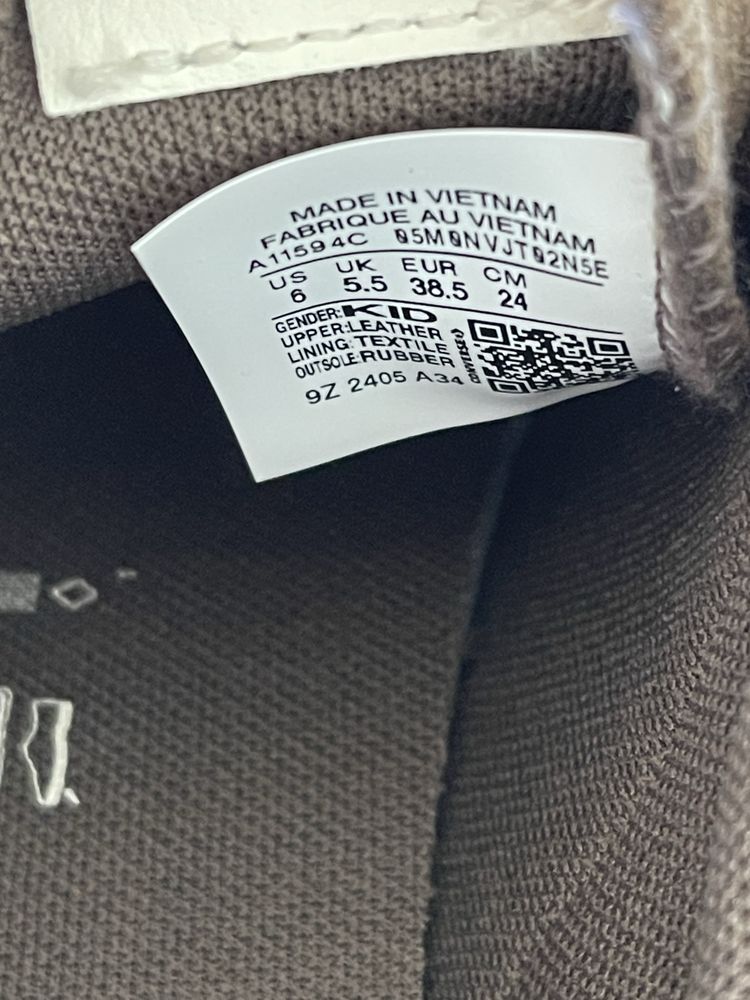 MADE IN VIETNAM
FABRIQUE AU VIETNAM
A11594C 05M0NVJT02N5E
US UK EUR CM
6 5.5 38.5 24
GENDER:KID
UPPER:LEATHER
LINING:TEXTILE
OUTSOLE:RUBBER
CONVERSE
9Z 2405 A34